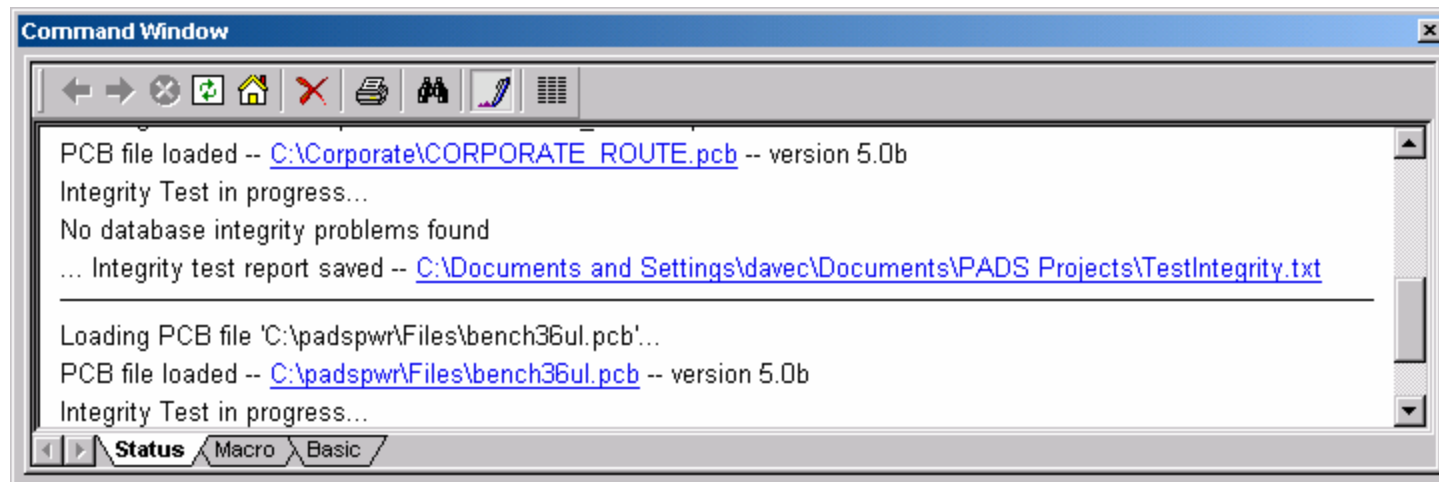 Command Window
PCB file loaded -- C:\Corporate\CORPORATE_ROUTE.pcb -- version 5.0b
Integrity Test in progress...
No database integrity problems found
... Integrity test report saved -- C:\Documents and Settings\davec\Documents\PADS Projects\TestIntegrity.txt
Loading PCB file 'C:\padspwr\Files\bench36ul.pcb'...
PCB file loaded -- C:\padspwr\Files\bench36ul.pcb -- version 5.0b
Integrity Test in progress...
Status Macro Basic